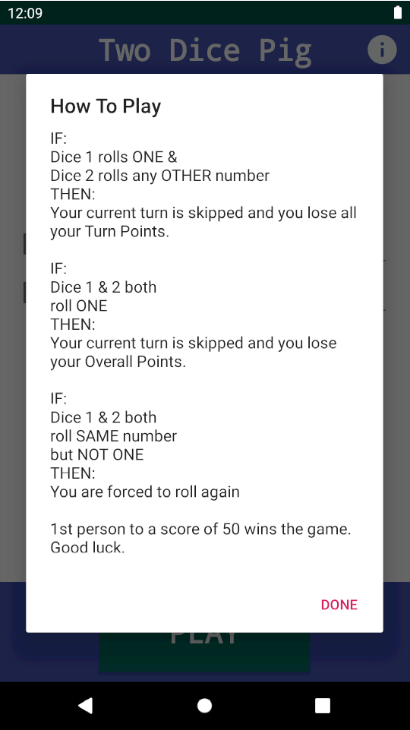 12:09
Two Dice Pig
How To Play
IF:
Dice 1 rolls ONE &
Dice 2 rolls any OTHER number
THEN:
Your current turn is skipped and you lose all
your Turn Points.
IF:
Dice 1 & 2 both
roll ONE
THEN:
Your current turn is skipped and you lose
your Overall Points.
IF:
Dice 1 & 2 both
roll SAME number
but NOT ONE
THEN:
You are forced to roll again
1st person to a score of 50 wins the game.
Good luck.
DONE
PLAY